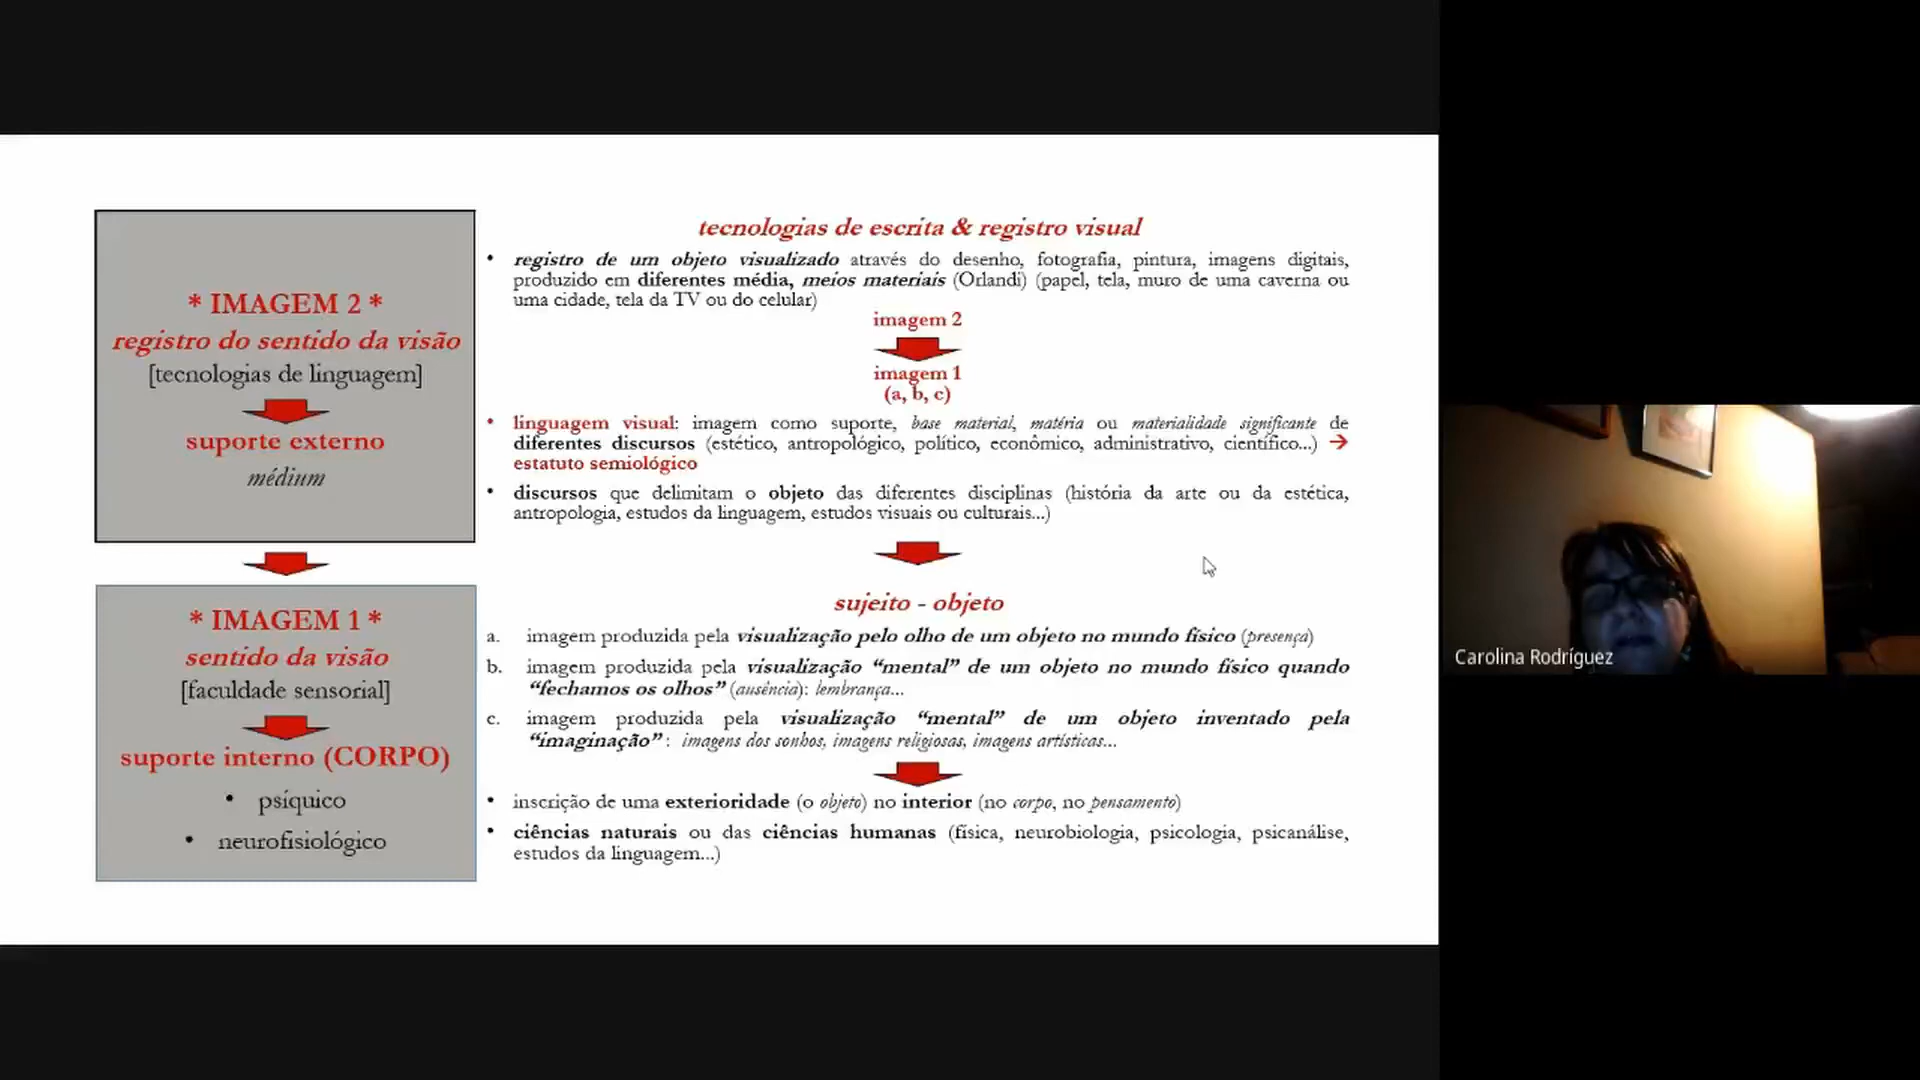 * IMAGEM 2 *
registro do sentido da visão
[tecnologias de linguagem]
suporte externo
médium
* IMAGEM 1 *
sentido da visão
[faculdade sensorial]
suporte interno (CORPO)
• psíquico
• neurofisiológico
tecnologias de escrita & registro visual
• registro de um objeto visualizado através do desenho, fotografia, pintura, imagens digitais,
produzido em diferentes média, meios materiais (Orlandi) (papel, tela, muro de uma caverna ou
uma cidade, tela da TV ou do celular)
imagem 2
imagem 1
(a, b, c)
• linguagem visual: imagem como suporte, base material, matéria ou materialidade significante de
diferentes discursos (estético, antropológico, político, econômico, administrativo, científico...) →
estatuto semiológico
• discursos que delimitam o objeto das diferentes disciplinas (história da arte ou da estética,
antropologia, estudos da linguagem, estudos visuais ou culturais...)
sujeito - objeto
a. imagem produzida pela visualização pelo olho de um objeto no mundo físico (presença)
b. imagem produzida pela visualização “mental” de um objeto no mundo físico quando
“fechamos os olhos” (ausência): lembrança...
c. imagem produzida pela visualização “mental” de um objeto inventado pela
“imaginação” : imagens dos sonhos, imagens religiosas, imagens artísticas...
• inscrição de uma exterioridade (o objeto) no interior (no corpo, no pensamento)
• ciências naturais ou das ciências humanas (física, neurobiologia, psicologia, psicanálise,
estudos da linguagem...)
Carolina Rodríguez